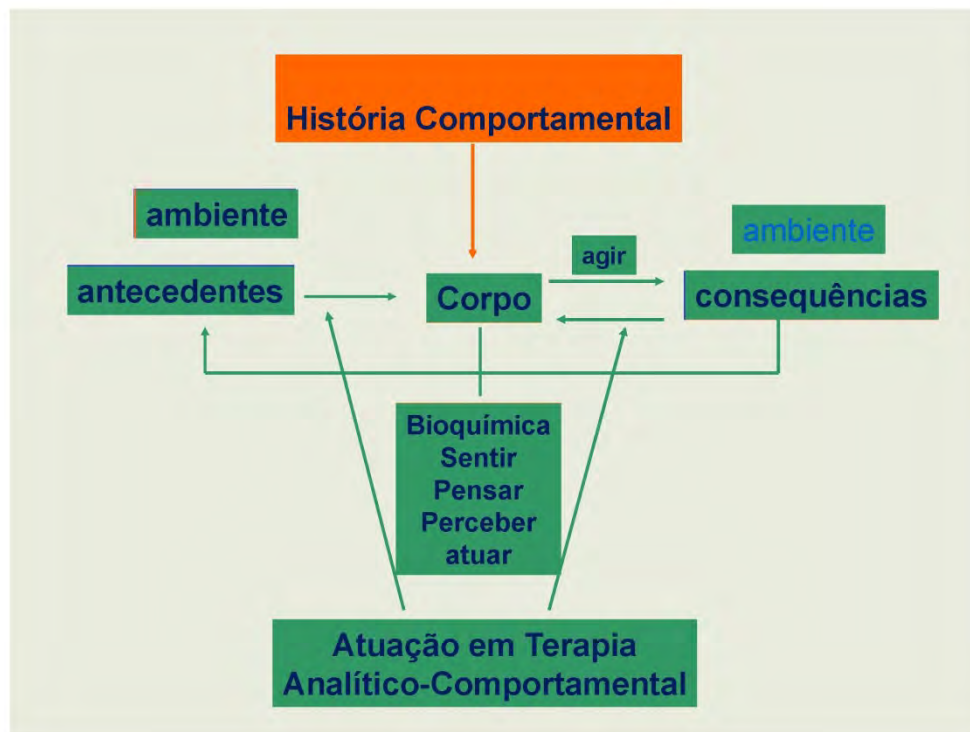 História Comportamental
ambiente
ambiente
agir
antecedentes
Corpo
consequências
Bioquímica
Sentir
Pensar
Perceber
atuar
Atuação em Terapia
Analítico-Comportamental